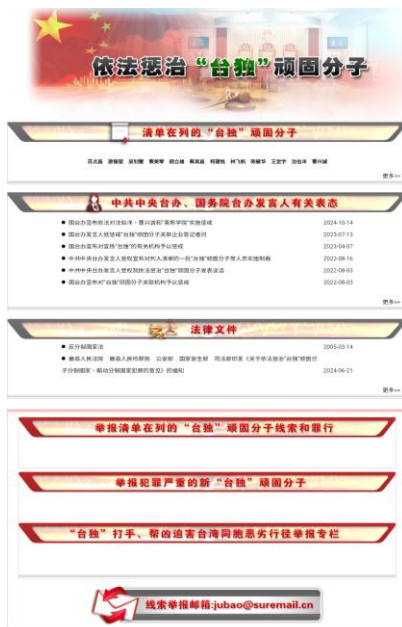 依法惩治“台独”顽固分子
清单在列的“台独”顽固分子
苏贞昌 游锡堃 吴钊燮 萧美琴 顾立雄 蔡其昌 柯建铭 林飞帆 陈椒华 王定宇 沈伯洋 曹兴诚
更多>>
中共中央台办、国务院台办发言人有关表态
● 国台办宣布依法对沈伯洋、曹兴诚和“黑熊学院”实施惩戒 2024-10-14
● 国台办发言人就惩戒“台独”顽固分子关联企业答记者问 2023-07-13
● 国台办宣布对宣扬“台独”的有关机构予以惩戒 2023-04-07
● 中共中央台办发言人受权宣布对列入清单的一批“台独”顽固分子等人员实施制裁 2022-08-16
● 中共中央台办发言人受权就依法惩治“台独”顽固分子发表谈话 2022-08-03
● 国台办宣布对“台独”顽固分子关联机构予以惩戒 2022-08-03
更多>>
法律文件
● 反分裂国家法 2005-03-14
● 最高人民法院 最高人民检察院 公安部 国家安全部 司法部印发《关于依法惩治“台独”顽固分
子分裂国家、煽动分裂国家犯罪的意见》的通知 2024-06-21
更多>>
举报清单在列的“台独”顽固分子线索和罪行
举报犯罪严重的新“台独”顽固分子
“台独”打手、帮凶迫害台湾同胞恶劣行径举报专栏
线索举报邮箱:jubao@suremail.cn